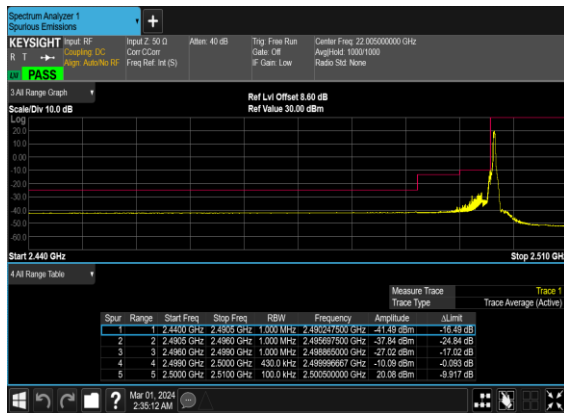 Spectrum Analyzer 1
Spurious Emissions
KEYSIGHT Input: RF Input Z: 50 Ω Atten: 40 dB Trig: Free Run Center Freq: 22.005000000 GHz
R T Coupling: DC Corr CCorr Gate: Off Avg|Hold: 1000/1000
Align: Auto/No RF Freq Ref: Int (S) IF Gain: Low Radio Std: None
PASS
3 All Range Graph
Ref Lvl Offset 8.60 dB
Scale/Div 10.0 dB Ref Value 30.00 dBm
Log
20.0
10.0
0.00
-10.0
-20.0
-30.0
-40.0
-50.0
-60.0
Start 2.440 GHz Stop 2.510 GH
4 All Range Table
Measure Trace Trace 1
Trace Type Trace Average (Active)
Spur Range Start Freq Stop Freq RBW Frequency Amplitude ΔLimit
1 1 2.4400 GHz 2.4905 GHz 1.000 MHz 2.490247500 GHz -41.49 dBm -16.49 dB
2 2 2.4905 GHz 2.4960 GHz 1.000 MHz 2.495697500 GHz -37.84 dBm -24.84 dB
3 3 2.4960 GHz 2.4990 GHz 1.000 MHz 2.498865000 GHz -27.02 dBm -17.02 dB
4 4 2.4990 GHz 2.5000 GHz 430.0 kHz 2.499996667 GHz -10.09 dBm -0.093 dB
5 5 2.5000 GHz 2.5100 GHz 100.0 kHz 2.500500000 GHz 20.08 dBm -9.917 dB
? Mar 01, 2024
2:35:12 AM